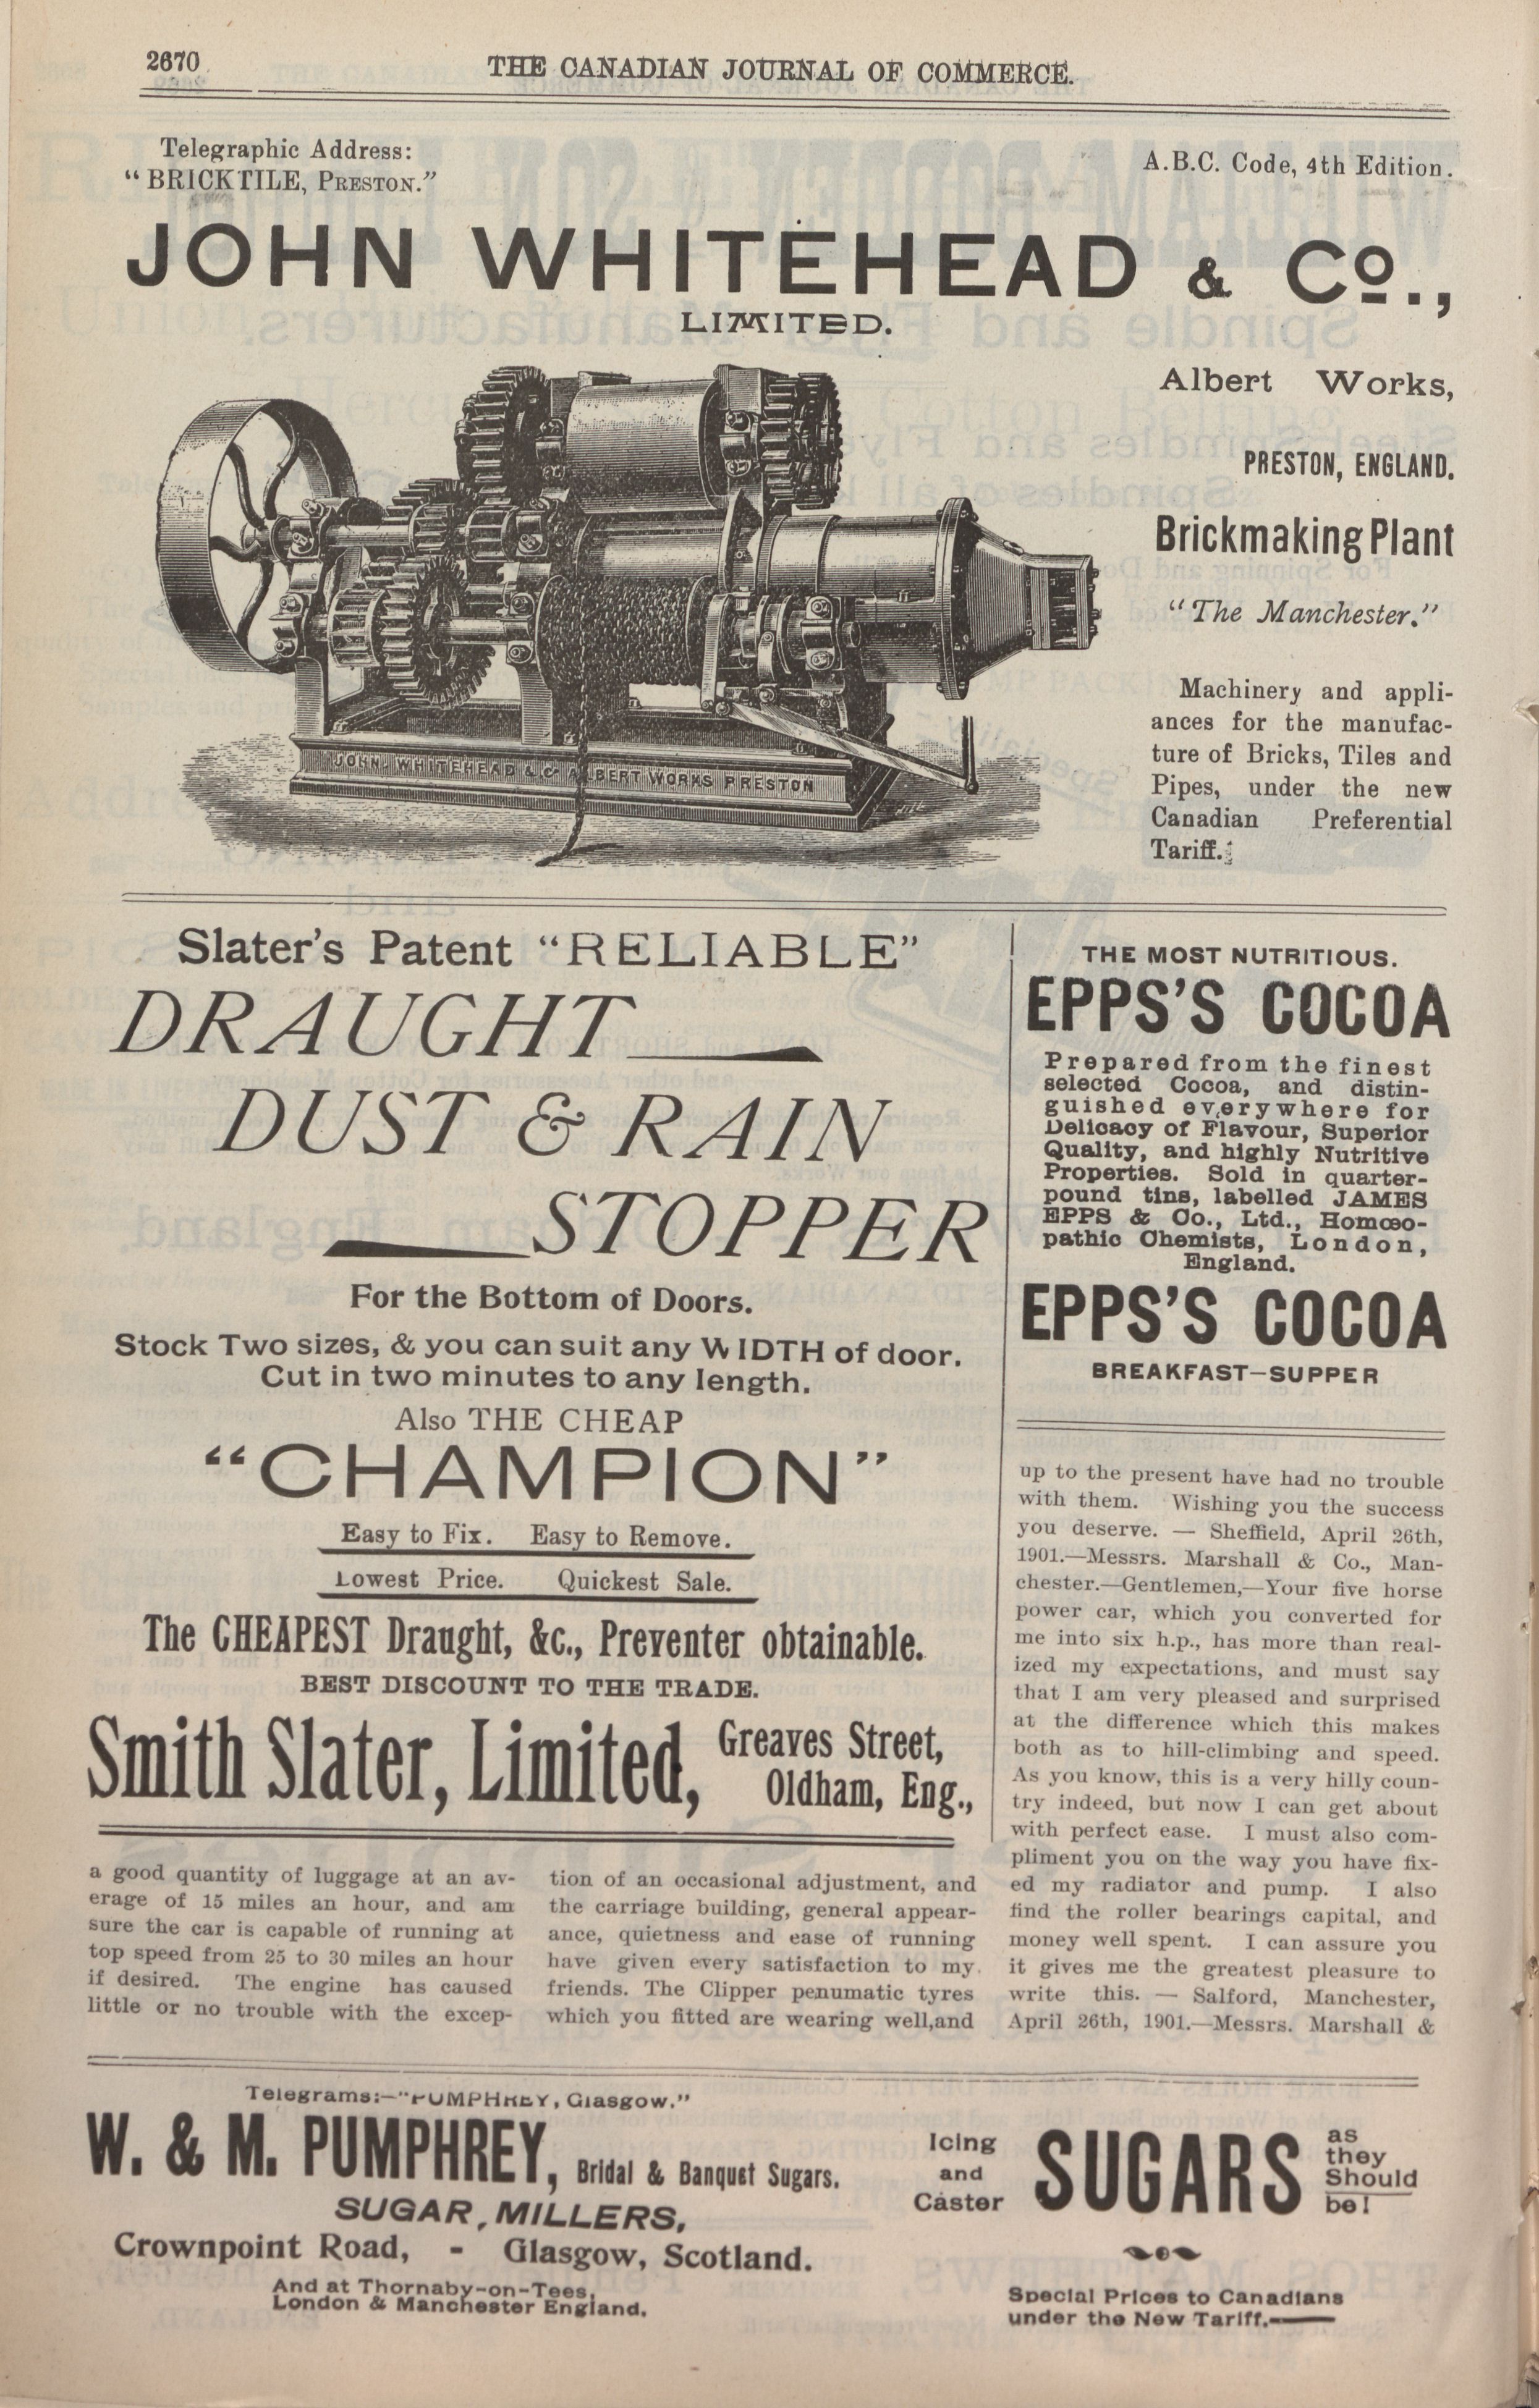 2670
THE CANADIAN JOURNAL OF COMMERCE.
Telegraphic Address:
"BRICKTILE, PRESTON."
A.B.C. Code, 4th Edition.
JOHN WHITEHEAD & Co.,
LIMITED.
Albert Works,
PRESTON, ENGLAND.
Brickmaking Plant
"The Manchester."
Machinery and appli-
ances for the manufac-
ture of Bricks, Tiles and
Pipes, under the new
Canadian Preferential
Tariff.
JOHN. WHITEHEAD & Co ALBERT WORKS PRESTON
Slater's Patent "RELIABLE"
DRAUGHT
DUST & RAIN
STOPPER
For the Bottom of Doors.
Stock Two sizes, & you can suit any WIDTH of door.
Cut in two minutes to any length.
Also THE CHEAP
"CHAMPION"
Easy to Fix. Easy to Remove.
Lowest Price. Quickest Sale.
The CHEAPEST Draught, &c., Preventer obtainable.
BEST DISCOUNT TO THE TRADE.
Smith Slater, Limited,
Greaves Street,
Oldham, Eng.,
THE MOST NUTRITIOUS.
EPPS'S COCOA
Prepared from the finest
selected Cocoa, and distin-
guished everywhere for
Delicacy of Flavour, Superior
Quality, and highly Nutritive
Properties. Sold in quarter-
pound tins, labelled JAMES
EPPS & Co., Ltd., Homœo-
pathic Chemists, London,
England.
EPPS'S COCOA
BREAKFAST—SUPPER
a good quantity of luggage at an av-
erage of 15 miles an hour, and am
sure the car is capable of running at
top speed from 25 to 30 miles an hour
if desired. The engine has caused
little or no trouble with the excep-
tion of an occasional adjustment, and
the carriage building, general appear-
ance, quietness and ease of running
have given every satisfaction to my
friends. The Clipper penumatic tyres
which you fitted are wearing well,and
up to the present have had no trouble
with them. Wishing you the success
you deserve. — Sheffield, April 26th,
1901.—Messrs. Marshall & Co., Man-
chester.—Gentlemen,—Your five horse
power car, which you converted for
me into six h.p., has more than real-
ized my expectations, and must say
that I am very pleased and surprised
at the difference which this makes
both as to hill-climbing and speed.
As you know, this is a very hilly coun-
try indeed, but now I can get about
with perfect ease. I must also com-
pliment you on the way you have fix-
ed my radiator and pump. I also
find the roller bearings capital, and
money well spent. I can assure you
it gives me the greatest pleasure to
write this. — Salford, Manchester,
April 26th, 1901.—Messrs. Marshall &
Telegrams:—"PUMPHREY, Glasgow."
W. & M. PUMPHREY, Bridal & Banquet Sugars.
SUGAR, MILLERS,
Crownpoint Road, - Glasgow, Scotland.
And at Thornaby-on-Tees,
London & Manchester England.
Icing
and
Caster
SUGARS
as
they
Should
be!
Special Prices to Canadians
under the New Tariff.